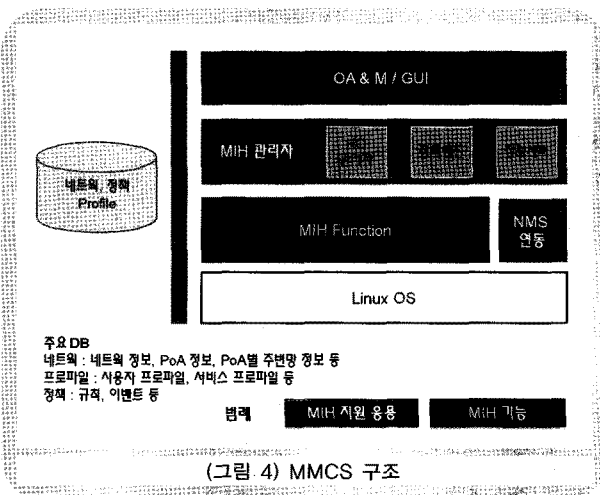 OA & M / GUI
MIH 관리자
네트웍, 정책
Profile
MIH Function
NMS
연동
Linux OS
주요 DB
네트웍 : 네트웍 정보, PoA 정보, PoA별 주변망 정보 등
프로파일 : 사용자 프로파일, 서비스 프로파일 등
정책 : 규칙, 이벤트 등
범례
MIH 지원 응용
MIH 기능
(그림 4) MMCS 구조